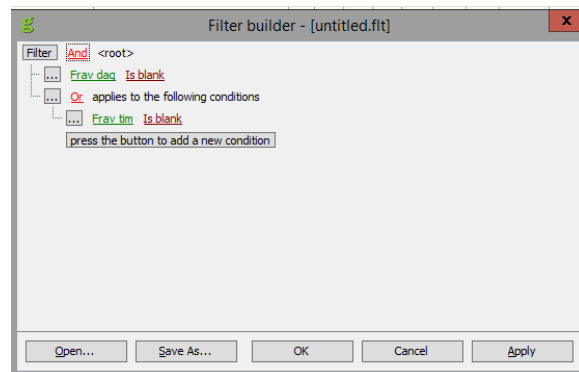 Filter builder - [untitled.flt]
x
Filter And <root>
... Frav dag Is blank
... Or applies to the following conditions
... Frav tim Is blank
press the button to add a new condition
Open... Save As... OK Cancel Apply